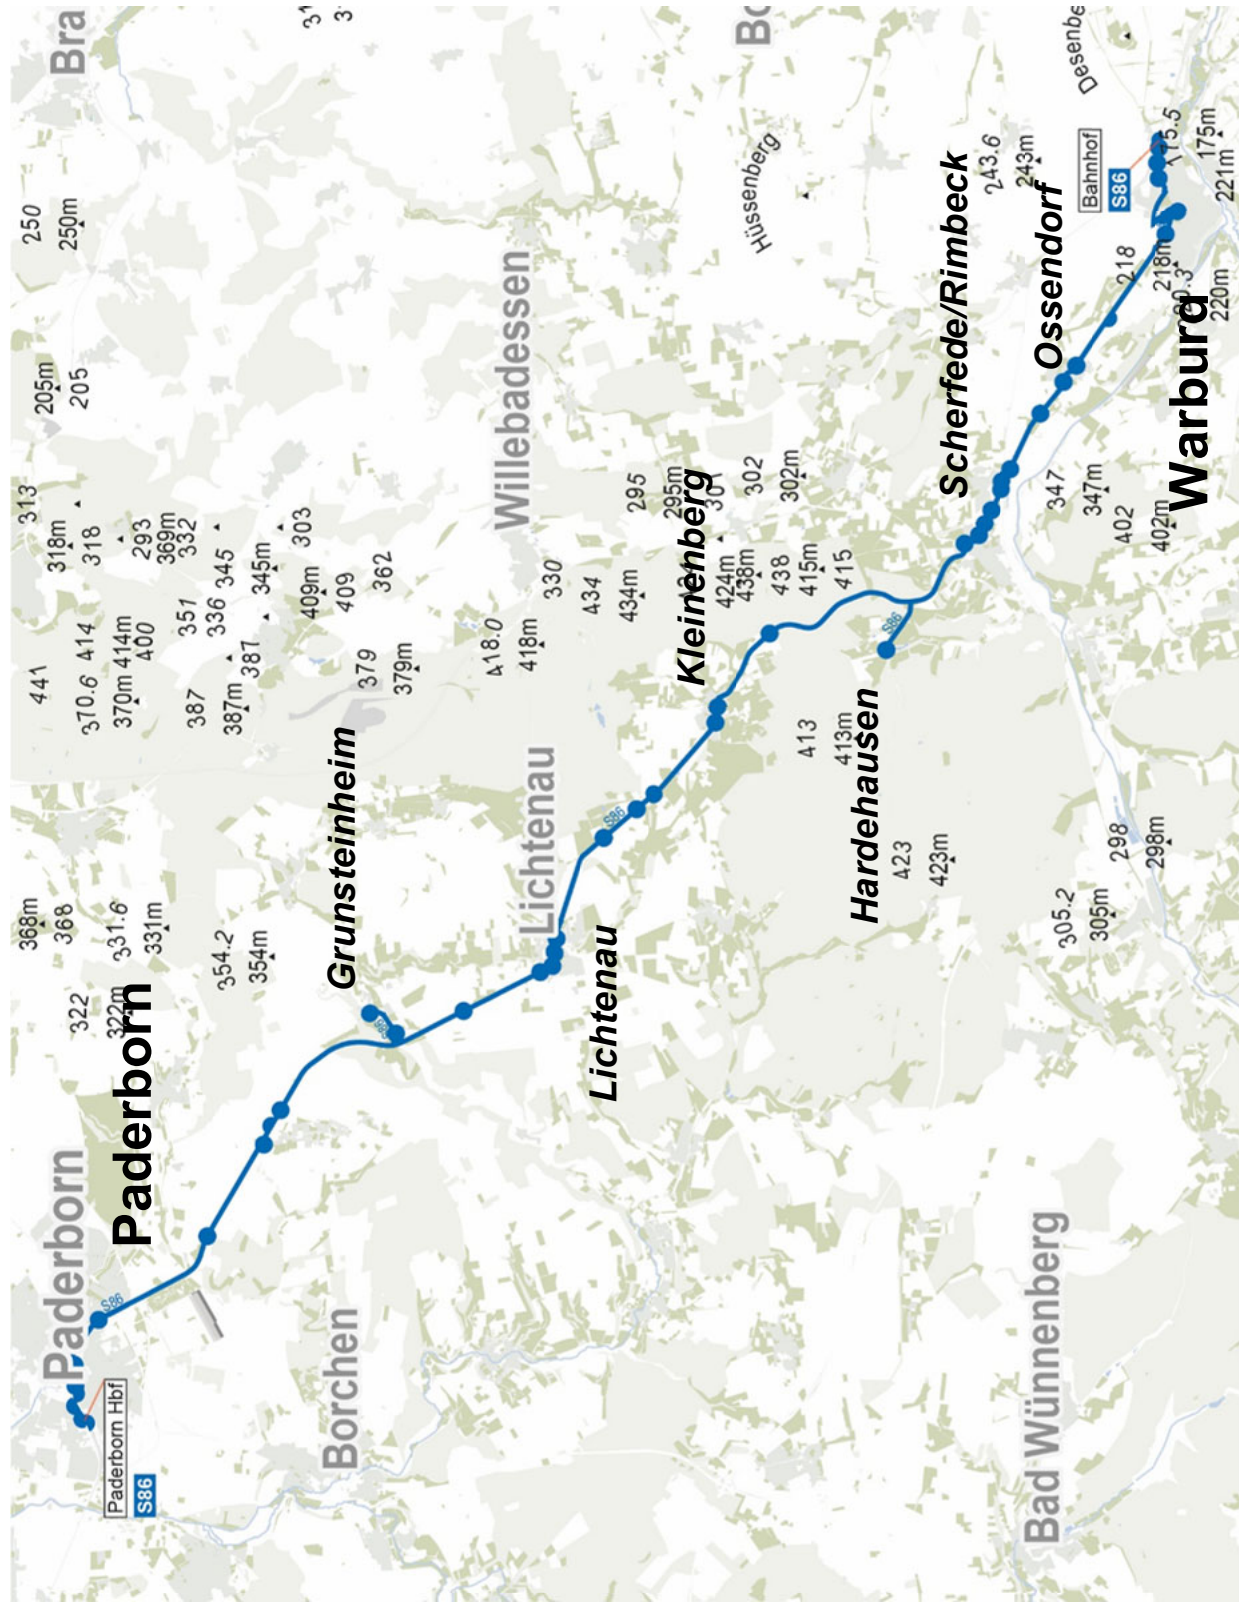 Bra
250
250m
205m
205
313
318m
318
293
369m
332
345
345m
303
441
414
414m
400
370.6
370m
351
336
387
387
387m
409m
409
362
379
379m
368m
368
331.6
331m
354.2
354m
322
322m
Paderborn
Paderborn
S86
Paderborn Hbf
S86
Grunsteinheim
S86
Borchen
Willebadessen
330
418.0
418m
434
434m
295
295m
Lichtenau
Lichtenau
S86
Kleinenberg
301
302
302m
424m
438m
438
415m
415
Hüssenberg
413
413m
Hardehausen
S86
423
423m
Scherfede/Rimbeck
243.6
243m
Ossendorf
Bahnhof
S86
218
218m
175m
221m
220m
347
347m
402
402m
Warburd
298
298m
305.2
305m
Bad Wünnenberg